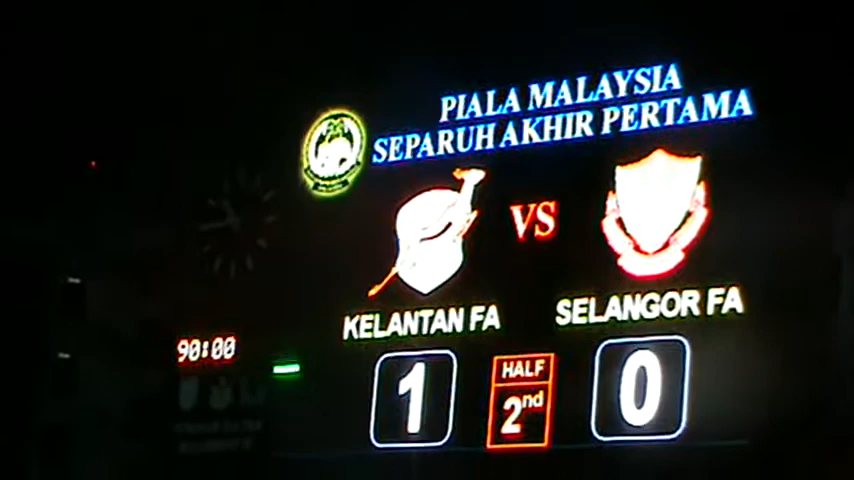 PIALA MALAYSIA
SEPARUH AKHIR PERTAMA
VS
KELANTAN FA
SELANGOR FA
90:00
1
HALF
2nd
0